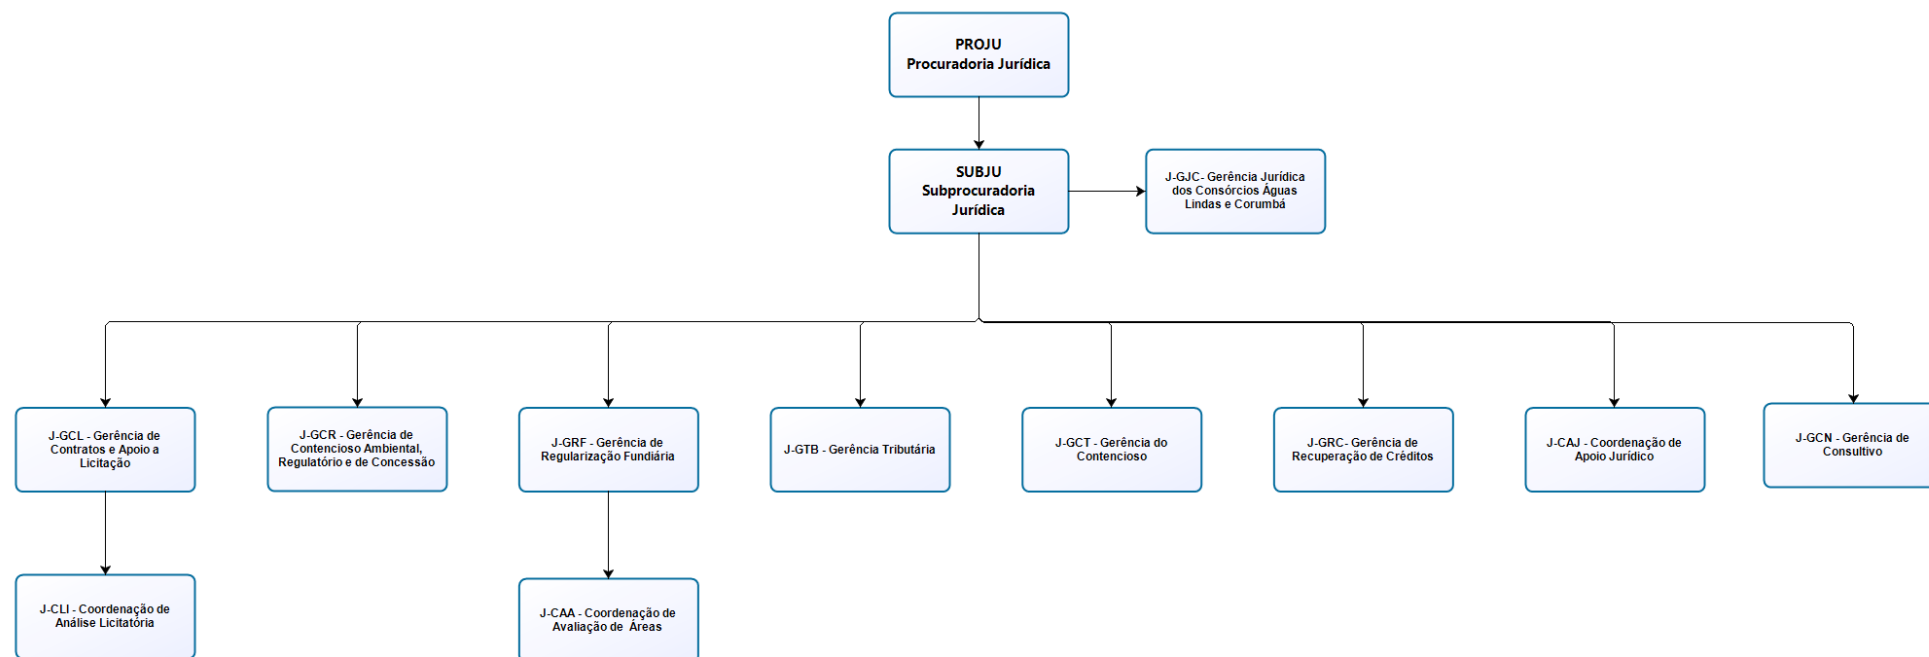 PROJU
Procuradoria Jurídica
SUBJU
Subprocuradoria
Jurídica
J-GJC- Gerência Jurídica
dos Consórcios Águas
Lindas e Corumbá
J-GCL - Gerência de
Contratos e Apoio a
Licitação
J-GCR - Gerência de
Contencioso Ambiental,
Regulatório e de Concessão
J-GRF - Gerência de
Regularização Fundiária
J-GTB - Gerência Tributária
J-GCT - Gerência do
Contencioso
J-GRC- Gerência de
Recuperação de Créditos
J-CAJ - Coordenação de
Apoio Jurídico
J-GCN - Gerência de
Consultivo
J-CLI - Coordenação de
Análise Licitatória
J-CAA - Coordenação de
Avaliação de  Áreas